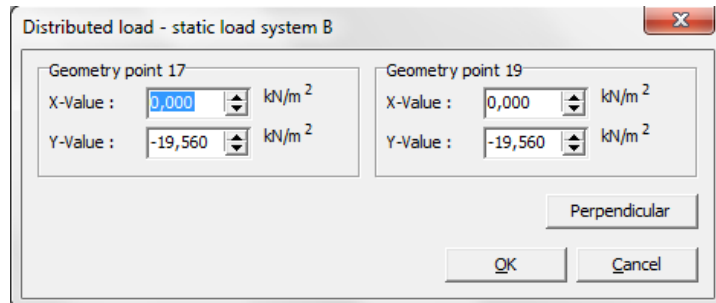 Distributed load - static load system B
Geometry point 17
X-Value : 0,000 kN/m 2
Y-Value : -19,560 kN/m 2
Geometry point 19
X-Value : 0,000 kN/m 2
Y-Value : -19,560 kN/m 2
Perpendicular
OK Cancel